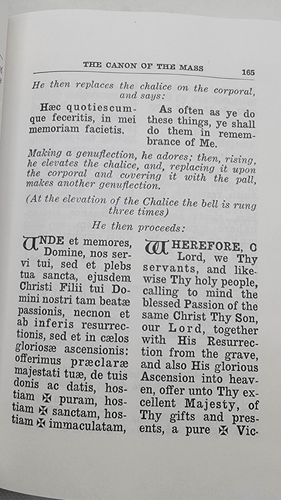 THE CANON OF THE MASS 165
He then replaces the chalice on the corporal,
and says:
Hæc quotiescum-
que feceritis, in mei
memoriam facietis.
As often as ye do
these things, ye shall
do them in remem-
brance of Me.
Making a genuflection, he adores; then, rising,
he elevates the chalice, and, replacing it upon
the corporal and covering it with the pall,
makes another genuflection.
(At the elevation of the Chalice the bell is rung
three times)
He then proceeds:
UNDE et memores,
Domine, nos ser-
vi tui, sed et plebs
tua sancta, ejusdem
Christi Filii tui Do-
mini nostri tam beatæ
passionis, necnon et
ab inferis resurrec-
tionis, sed et in cælos
gloriosæ ascensionis:
offerimus præclaræ
majestati tuæ, de tuis
donis ac datis, hos-
tiam ✠ puram, hos-
tiam ✠ sanctam, hos-
tiam ✠ immaculatam,
WHEREFORE, O
Lord, we Thy
servants, and like-
wise Thy holy people,
calling to mind the
blessed Passion of the
same Christ Thy Son,
our Lord, together
with His Resurrec-
tion from the grave,
and also His glorious
Ascension into heav-
en, offer unto Thy ex-
cellent Majesty, of
Thy gifts and pres-
ents, a pure ✠ Vic-